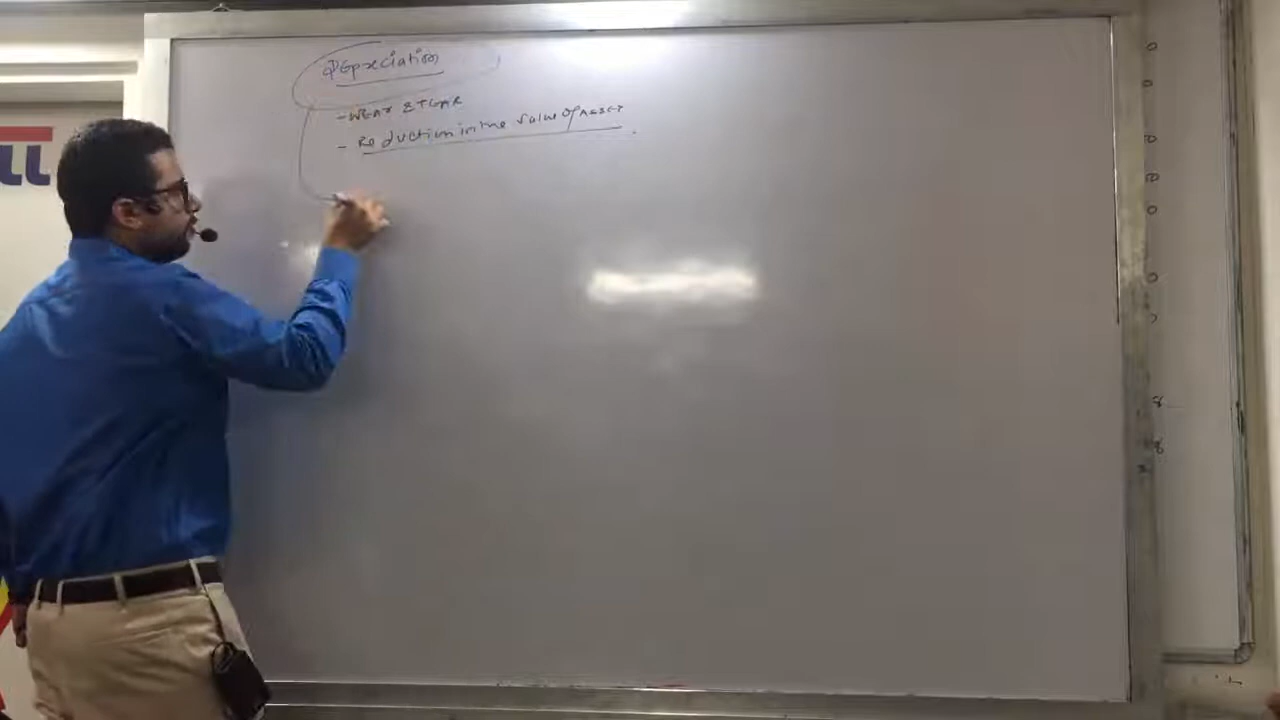 Depreciation
- WEAR & TEAR
- Reduction in the value of ASSET.